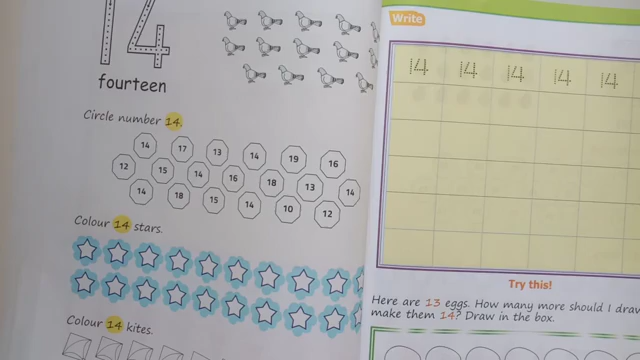 14
fourteen
Circle number 14.
14 17 13 14 19 16
12 15 14 16 18 13 14
14 18 15 14 10 12
Colour 14 stars.
Colour 14 kites.
Write
14 14 14 14 14
Try this!
Here are 13 eggs. How many more should I
make them 14? Draw in the box.